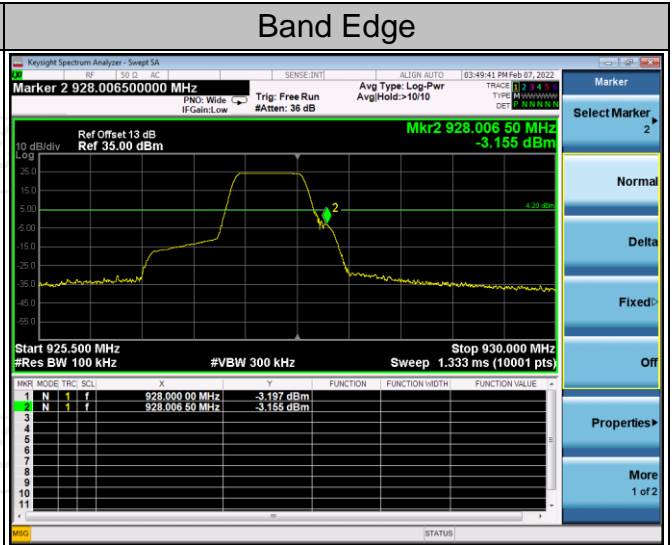 Band Edge
Keysight Spectrum Analyzer - Swept SA
RF 50 Ω AC SENSE:INT ALIGN AUTO 03:49:41 PM Feb 07, 2022
Marker 2 928.006500000 MHz
PNO: Wide
IFGain:Low
Trig: Free Run
#Atten: 36 dB
Avg Type: Log-Pwr
Avg|Hold:>10/10
TRACE 1 2 3 4 5 6
TYPE M WWWWW
DET P N N N N N
Marker
Select Marker
2
Normal
Delta
Fixed
Off
Properties
More
1 of 2
Ref Offset 13 dB
10 dB/div Ref 35.00 dBm
Log
Mkr2 928.006 50 MHz
-3.155 dBm
25.0
15.0
5.00
-5.00
-15.0
-25.0
-35.0
-45.0
-55.0
2
4.20 dBm
Start 925.500 MHz Stop 930.000 MHz
#Res BW 100 kHz #VBW 300 kHz Sweep 1.333 ms (10001 pts)
MKR MODE TRC SCL X Y FUNCTION FUNCTION WIDTH FUNCTION VALUE
1 N 1 f 928.000 00 MHz -3.197 dBm
2 N 1 f 928.006 50 MHz -3.155 dBm
3
4
5
6
7
8
9
10
11
MSG STATUS